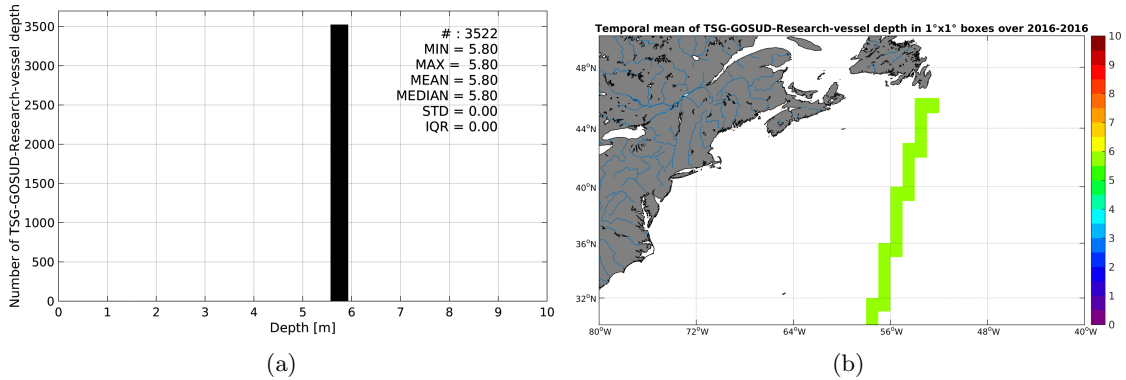 Number of TSG-GOSUD-Research-vessel depth
3500
3000
2500
2000
1500
1000
500
0
# : 3522
MIN = 5.80
MAX = 5.80
MEAN = 5.80
MEDIAN = 5.80
STD = 0.00
IQR = 0.00
0 1 2 3 4 5 6 7 8 9 10
Depth [m]
(a)
Temporal mean of TSG-GOSUD-Research-vessel depth in 1°x1° boxes over 2016-2016
48°N
44°N
40°N
36°N
32°N
80°W 72°W 64°W 56°W 48°W 40°W
10
9
8
7
6
5
4
3
2
1
0
(b)